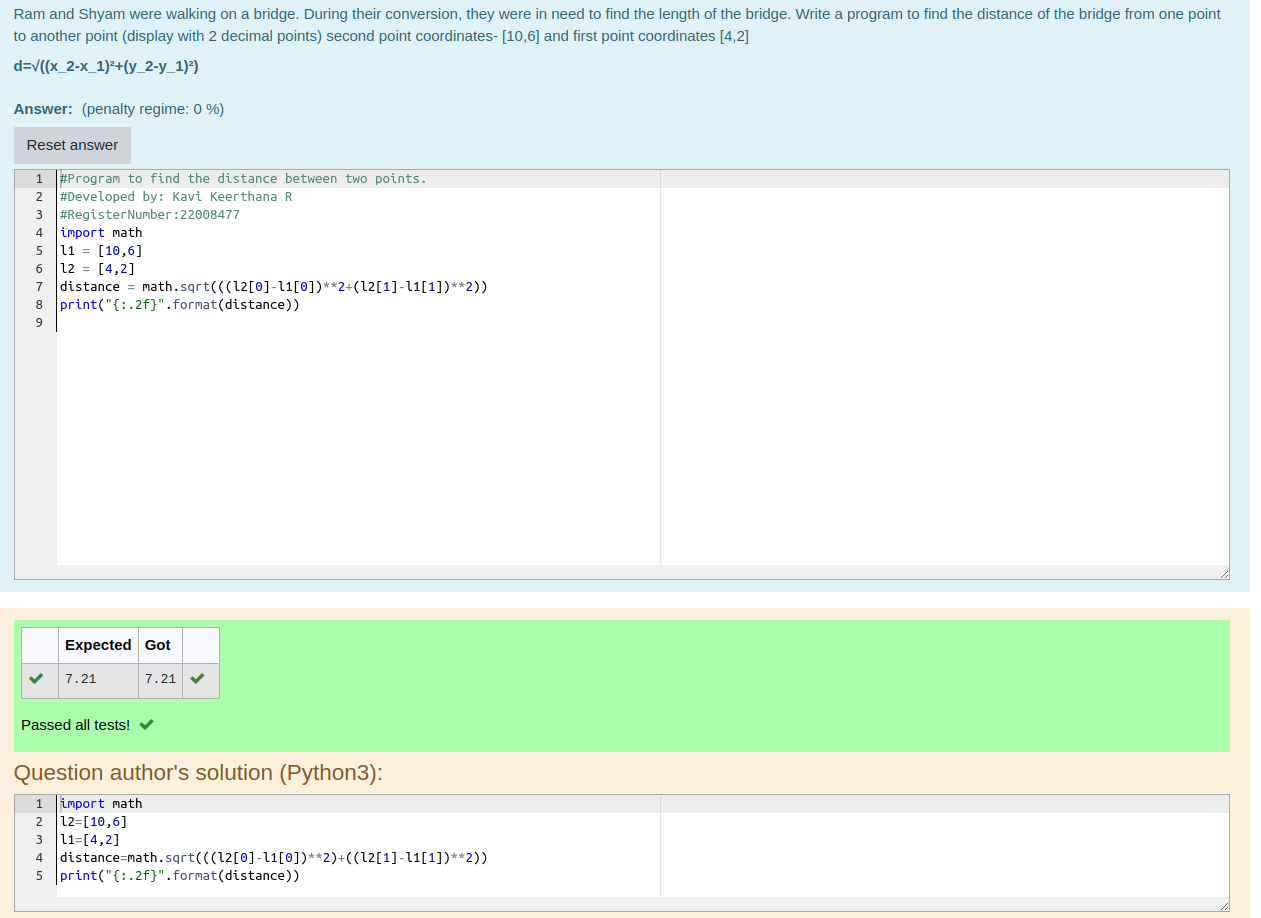 Ram and Shyam were walking on a bridge. During their conversion, they were in need to find the length of the bridge. Write a program to find the distance of the bridge from one point
to another point (display with 2 decimal points) second point coordinates- [10,6] and first point coordinates [4,2]
d=√((x_2-x_1)²+(y_2-y_1)²)
Answer: (penalty regime: 0 %)
Reset answer
1 #Program to find the distance between two points.
2 #Developed by: Kavi Keerthana R
3 #RegisterNumber:22008477
4 import math
5 l1 = [10,6]
6 l2 = [4,2]
7 distance = math.sqrt(((l2[0]-l1[0])**2+(l2[1]-l1[1])**2))
8 print("{:.2f}".format(distance))
9
Expected Got
7.21 7.21
Passed all tests!
Question author's solution (Python3):
1 import math
2 l2=[10,6]
3 l1=[4,2]
4 distance=math.sqrt(((l2[0]-l1[0])**2)+((l2[1]-l1[1])**2))
5 print("{:.2f}".format(distance))